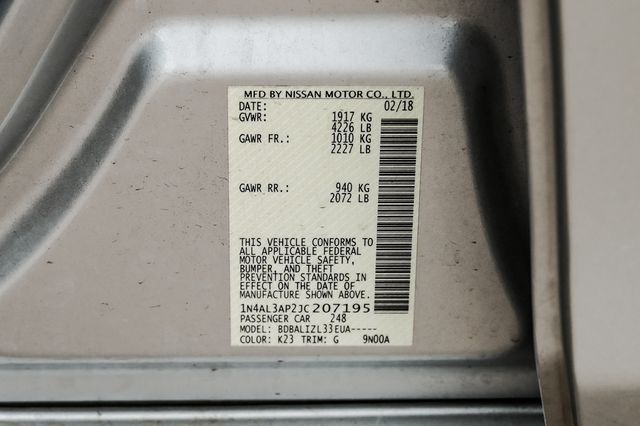 MFD BY NISSAN MOTOR CO., LTD.
DATE: 02/18
GVWR: 1917 KG
4226 LB
GAWR FR.: 1010 KG
2227 LB
GAWR RR.: 940 KG
2072 LB
THIS VEHICLE CONFORMS TO
ALL APPLICABLE FEDERAL
MOTOR VEHICLE SAFETY,
BUMPER, AND THEFT
PREVENTION STANDARDS IN
EFFECT ON THE DATE OF
MANUFACTURE SHOWN ABOVE.
1N4AL3AP2JC207195
PASSENGER CAR 248
MODEL: BDBALIZL33EUA-----
COLOR: K23 TRIM: G 9N00A